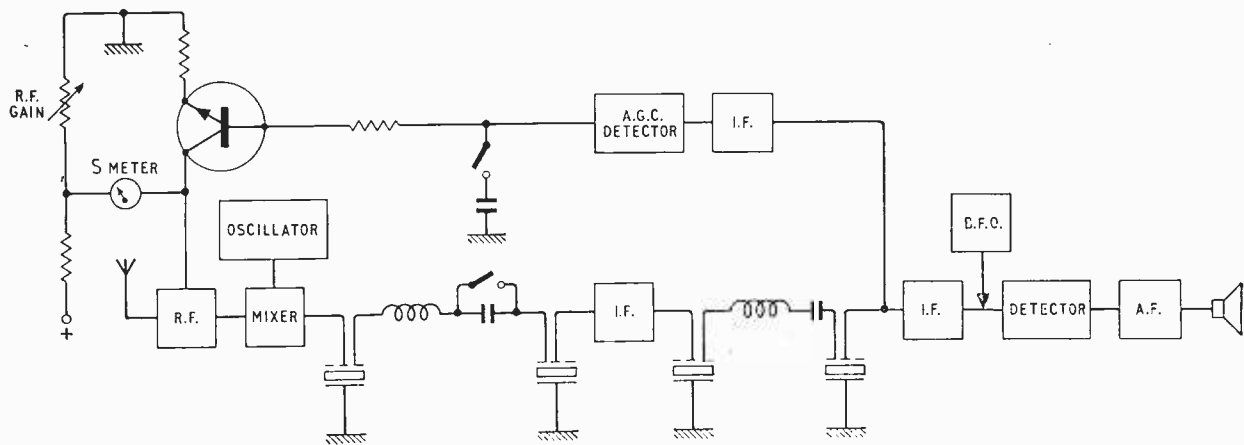 R.F.
GAIN
S METER
A.G.C.
DETECTOR
I.F.
OSCILLATOR
B.F.O.
R.F.
MIXER
I.F.
I.F.
DETECTOR
A.F.
+